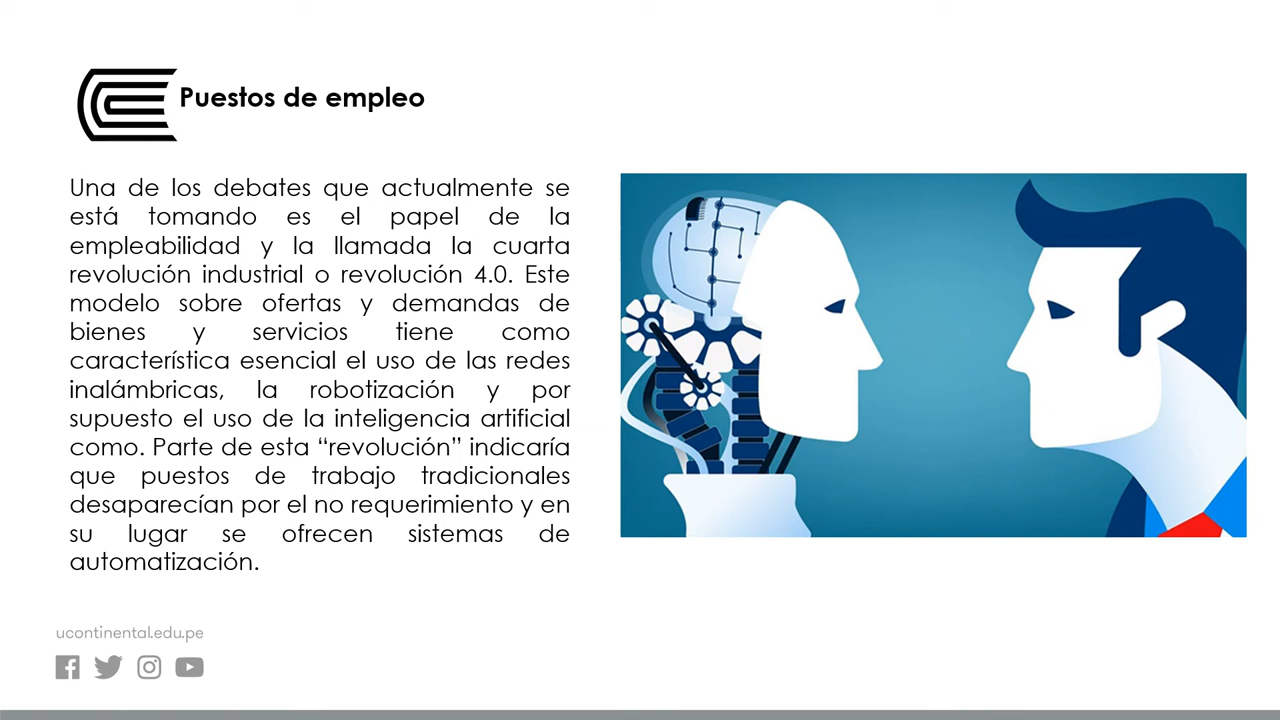 Puestos de empleo
Una de los debates que actualmente se
está tomando es el papel de la
empleabilidad y la llamada la cuarta
revolución industrial o revolución 4.0. Este
modelo sobre ofertas y demandas de
bienes y servicios tiene como
característica esencial el uso de las redes
inalámbricas, la robotización y por
supuesto el uso de la inteligencia artificial
como. Parte de esta “revolución” indicaría
que puestos de trabajo tradicionales
desaparecían por el no requerimiento y en
su lugar se ofrecen sistemas de
automatización.
ucontinental.edu.pe